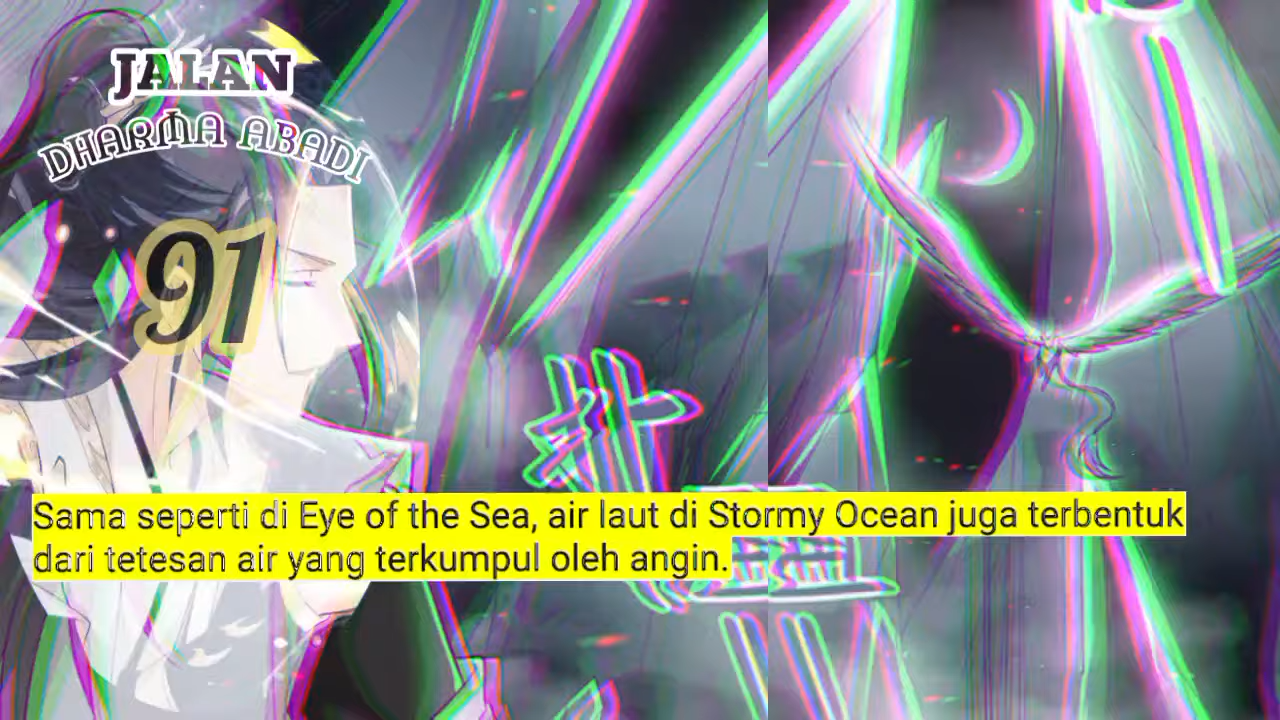 JALAN
DHARMA ABADI
91
Sama seperti di Eye of the Sea, air laut di Stormy Ocean juga terbentuk
dari tetesan air yang terkumpul oleh angin.